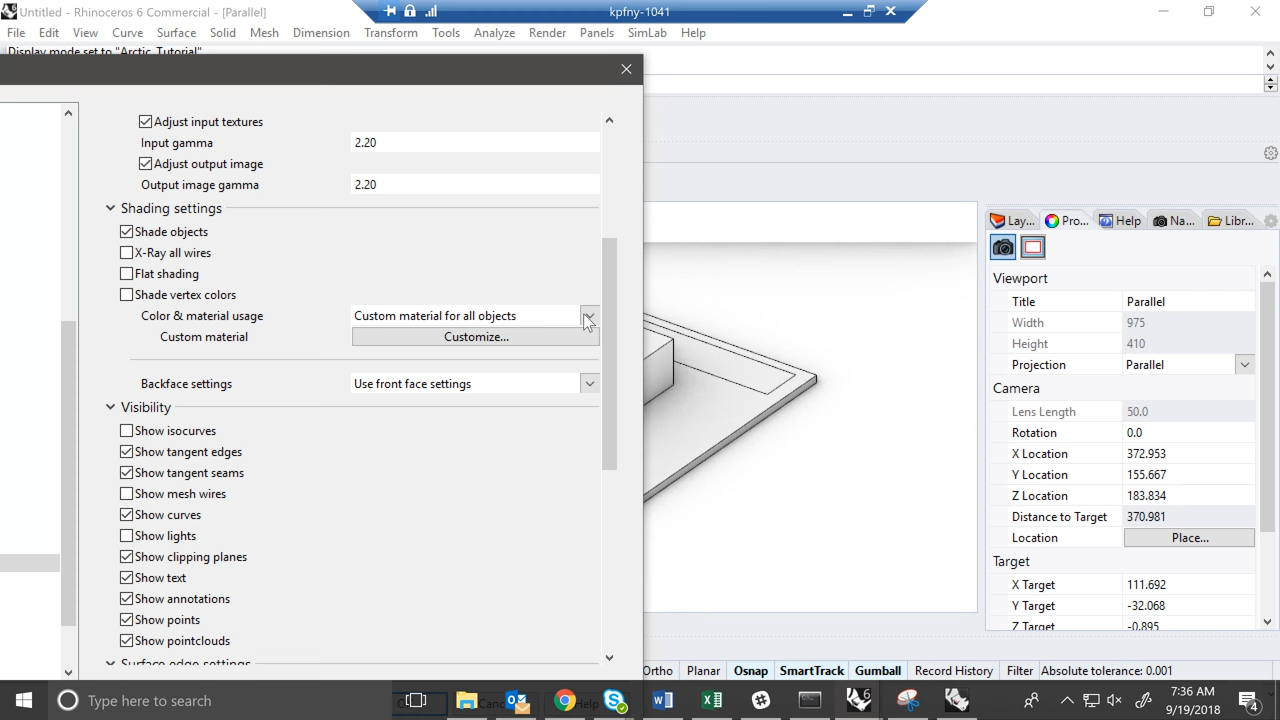 Untitled - Rhinoceros 6 Commercial - [Parallel]
kpfny-1041
File Edit View Curve Surface Solid Mesh Dimension Transform Tools Analyze Render Panels SimLab Help
Display mode set to "Arctic_Tutorial"
Adjust input textures
Input gamma 2.20
Adjust output image
Output image gamma 2.20
Shading settings
Shade objects
X-Ray all wires
Flat shading
Shade vertex colors
Color & material usage Custom material for all objects
Custom material Customize...
Backface settings Use front face settings
Visibility
Show isocurves
Show tangent edges
Show tangent seams
Show mesh wires
Show curves
Show lights
Show clipping planes
Show text
Show annotations
Show points
Show pointclouds
Surface edge settings
Lay... Pro... Help Na... Libr...
Viewport
Title Parallel
Width 975
Height 410
Projection Parallel
Camera
Lens Length 50.0
Rotation 0.0
X Location 372.953
Y Location 155.667
Z Location 183.834
Distance to Target 370.981
Location Place...
Target
X Target 111.692
Y Target -32.068
Z Target -0.895
Ortho Planar Osnap SmartTrack Gumball Record History Filter Absolute tolerance: 0.001
Type here to search
Help
7:36 AM
9/19/2018
4